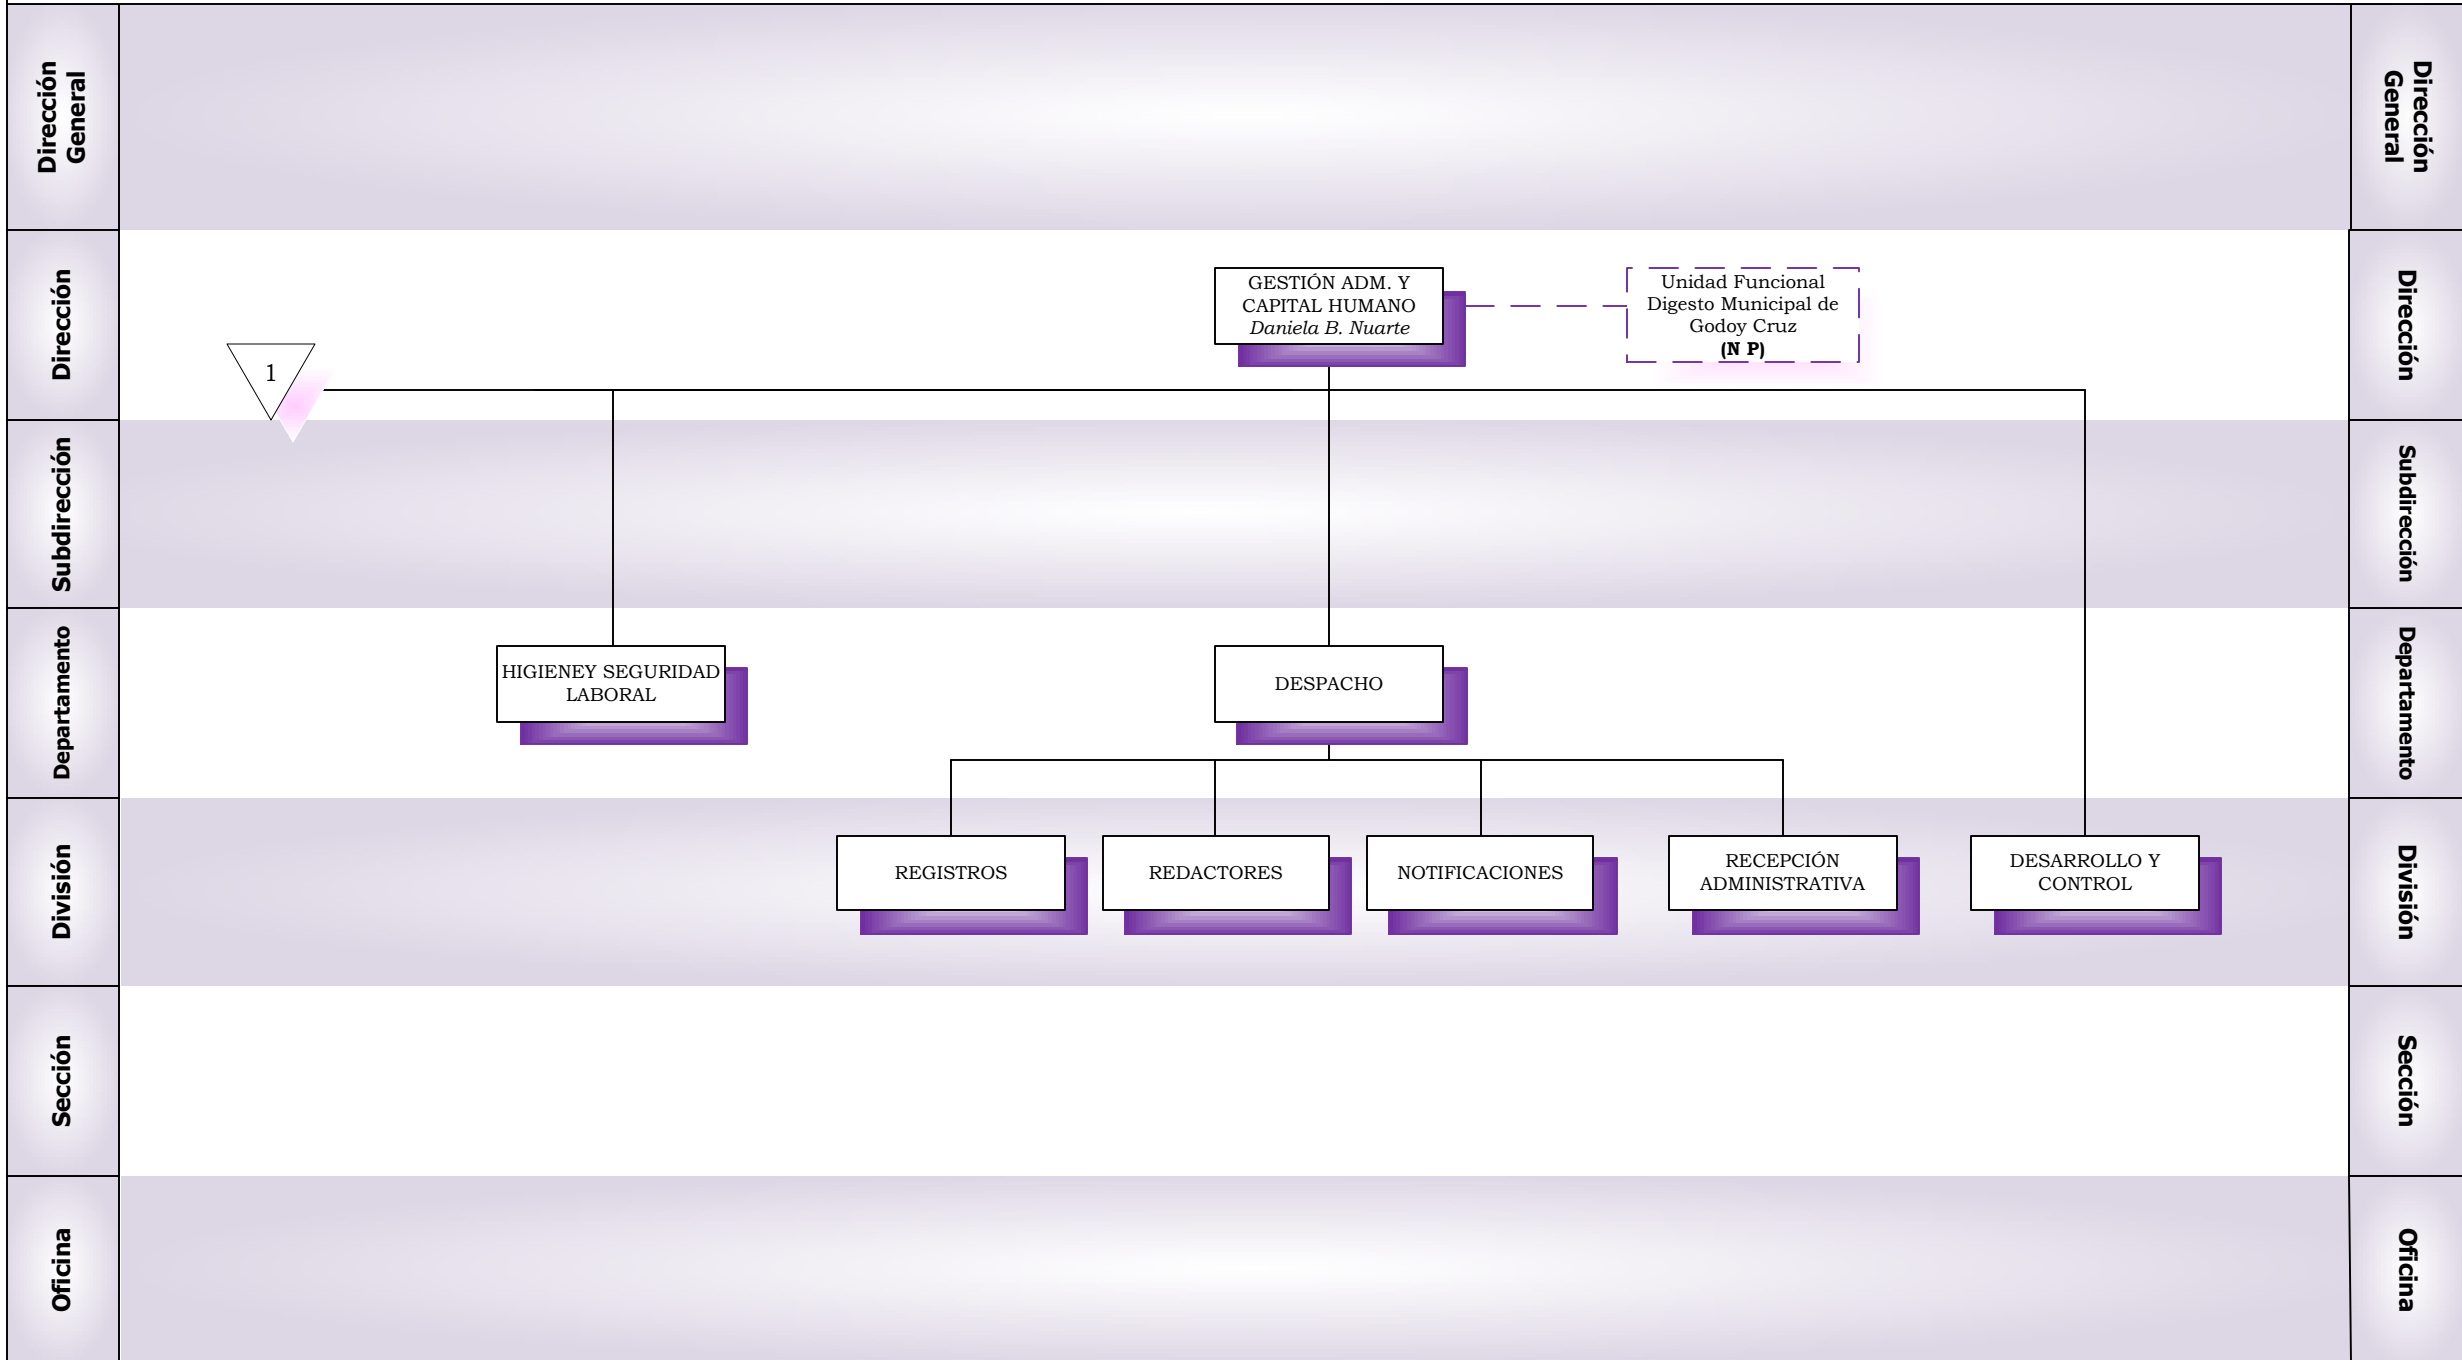 Dirección
General
Dirección
General
Dirección
GESTIÓN ADM. Y
CAPITAL HUMANO
Daniela B. Nuarte
Unidad Funcional
Digesto Municipal de
Godoy Cruz
(N P)
Dirección
1
Subdirección
Subdirección
Departamento
HIGIENEY SEGURIDAD
LABORAL
DESPACHO
Departamento
División
REGISTROS
REDACTORES
NOTIFICACIONES
RECEPCIÓN
ADMINISTRATIVA
DESARROLLO Y
CONTROL
División
Sección
Sección
Oficina
Oficina